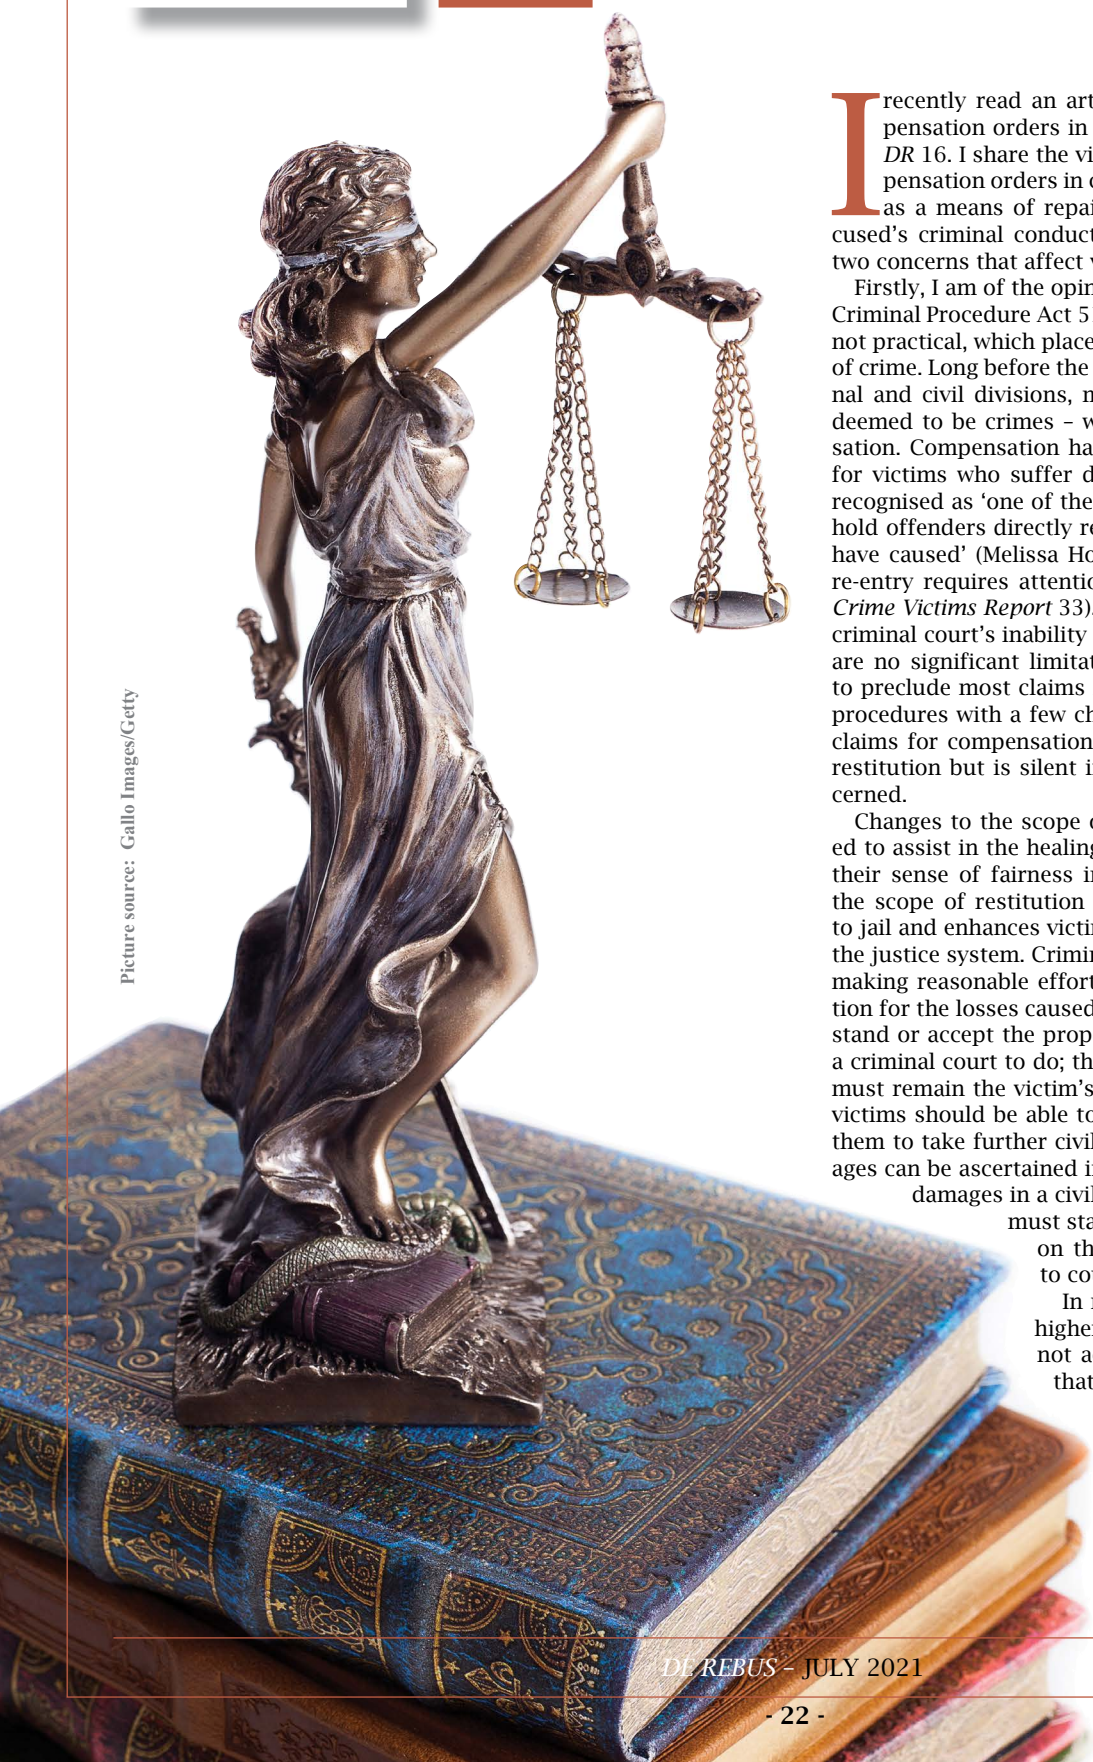 recently read an art
pensation orders in
DR 16. I share the vi
pensation orders in c
as a means of repai
cused's criminal conduct
two concerns that affect v
Firstly, I am of the opin
Criminal Procedure Act 5
not practical, which place
of crime. Long before the
nal and civil divisions, n
deemed to be crimes – w
sation. Compensation ha
for victims who suffer d
recognised as ‘one of the
hold offenders directly re
have caused’ (Melissa Ho
re-entry requires attentio
Crime Victims Report 33).
criminal court's inability
are no significant limitat
to preclude most claims
procedures with a few ch
claims for compensation
restitution but is silent i
cerned.
Changes to the scope o
ed to assist in the healing
their sense of fairness i
the scope of restitution
to jail and enhances victi
the justice system. Crimi
making reasonable effort
tion for the losses caused
stand or accept the prop
a criminal court to do; th
must remain the victim's
victims should be able to
them to take further civil
ages can be ascertained i
damages in a civil
must sta
on th
to cou
In
higher
not a
that
Picture source: Gallo Images/Getty
DE REBUS – JULY 2021
- 22 -